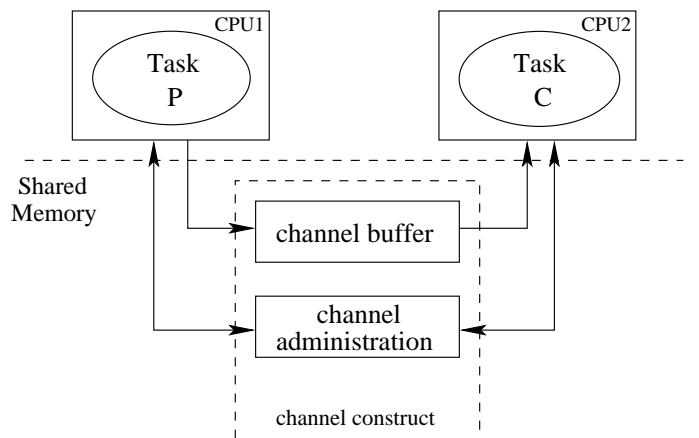 CPU1
Task
P
CPU2
Task
C
Shared
Memory
channel buffer
channel
administration
channel construct